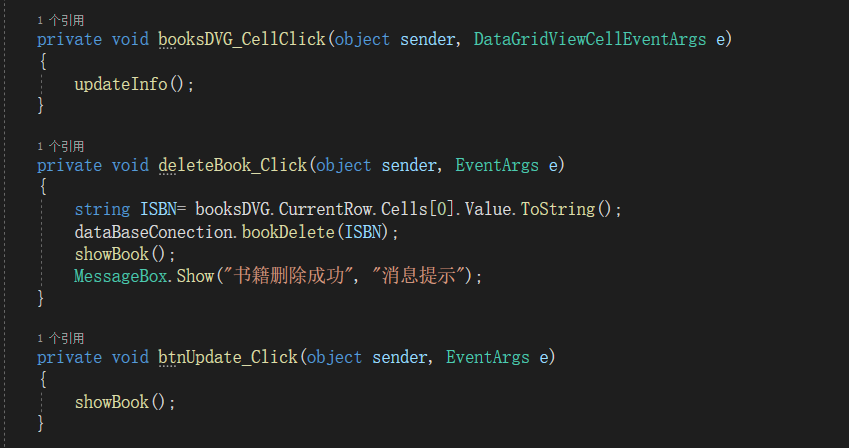 1 个引用
private void booksDVG_CellClick(object sender, DataGridViewCellEventArgs e)
{
updateInfo();
}
1 个引用
private void deleteBook_Click(object sender, EventArgs e)
{
string ISBN= booksDVG.CurrentRow.Cells[0].Value.ToString();
dataBaseConection.bookDelete(ISBN);
showBook();
MessageBox.Show("书籍删除成功", "消息提示");
}
1 个引用
private void btnUpdate_Click(object sender, EventArgs e)
{
showBook();
}